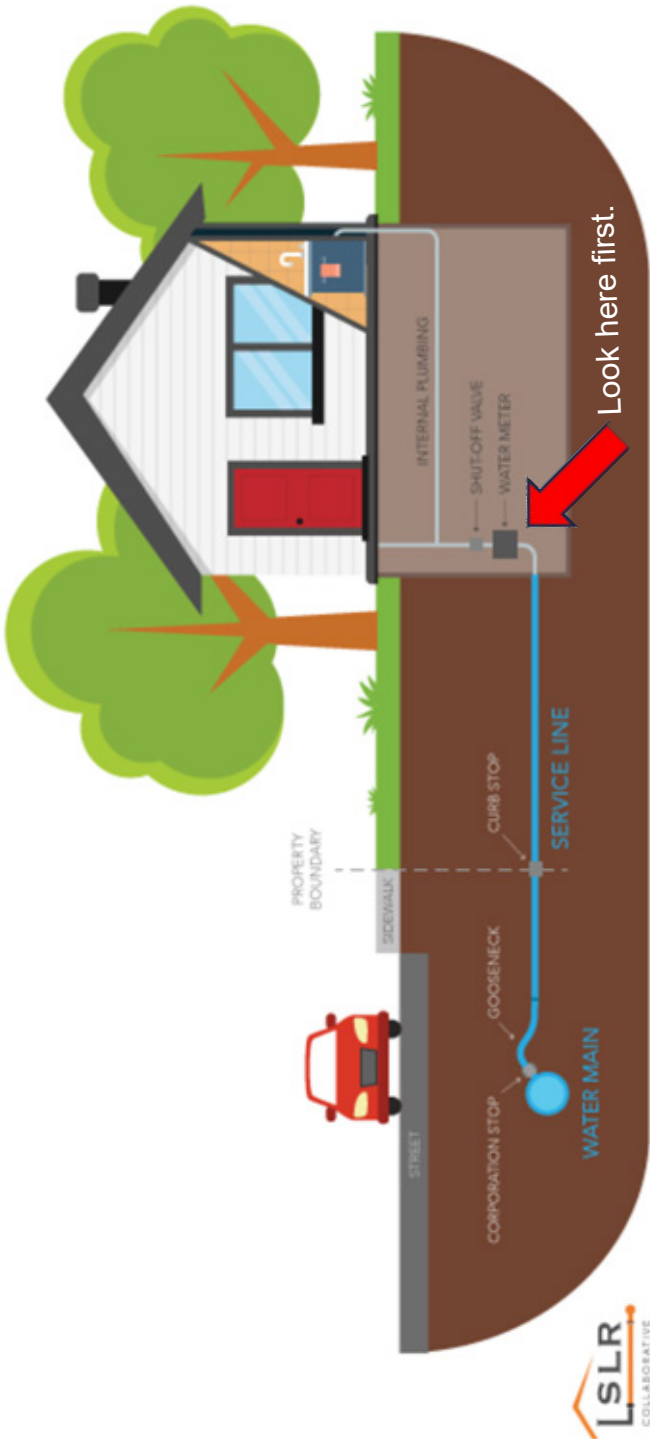 PROPERTY
BOUNDARY
SIDEWALK
STREET
INTERNAL PLUMBING
SHUT-OFF VALVE
WATER METER
Look here first.
CURB STOP
SERVICE LINE
GOOSENECK
CORPORATION STOP
WATER MAIN
LSLR
COLLABORATIVE